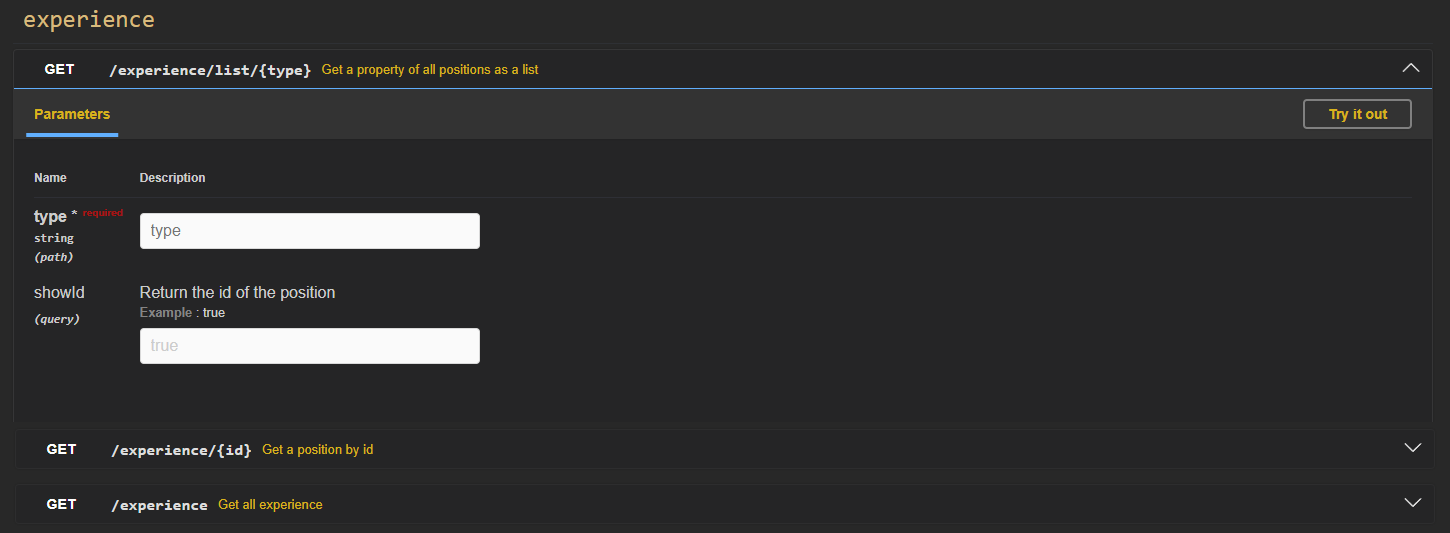 experience
GET /experience/list/{type} Get a property of all positions as a list
Parameters Try it out
Name Description
type * required type
string
(path)
showId Return the id of the position
Example : true
(query)
true
GET /experience/{id} Get a position by id
GET /experience Get all experience